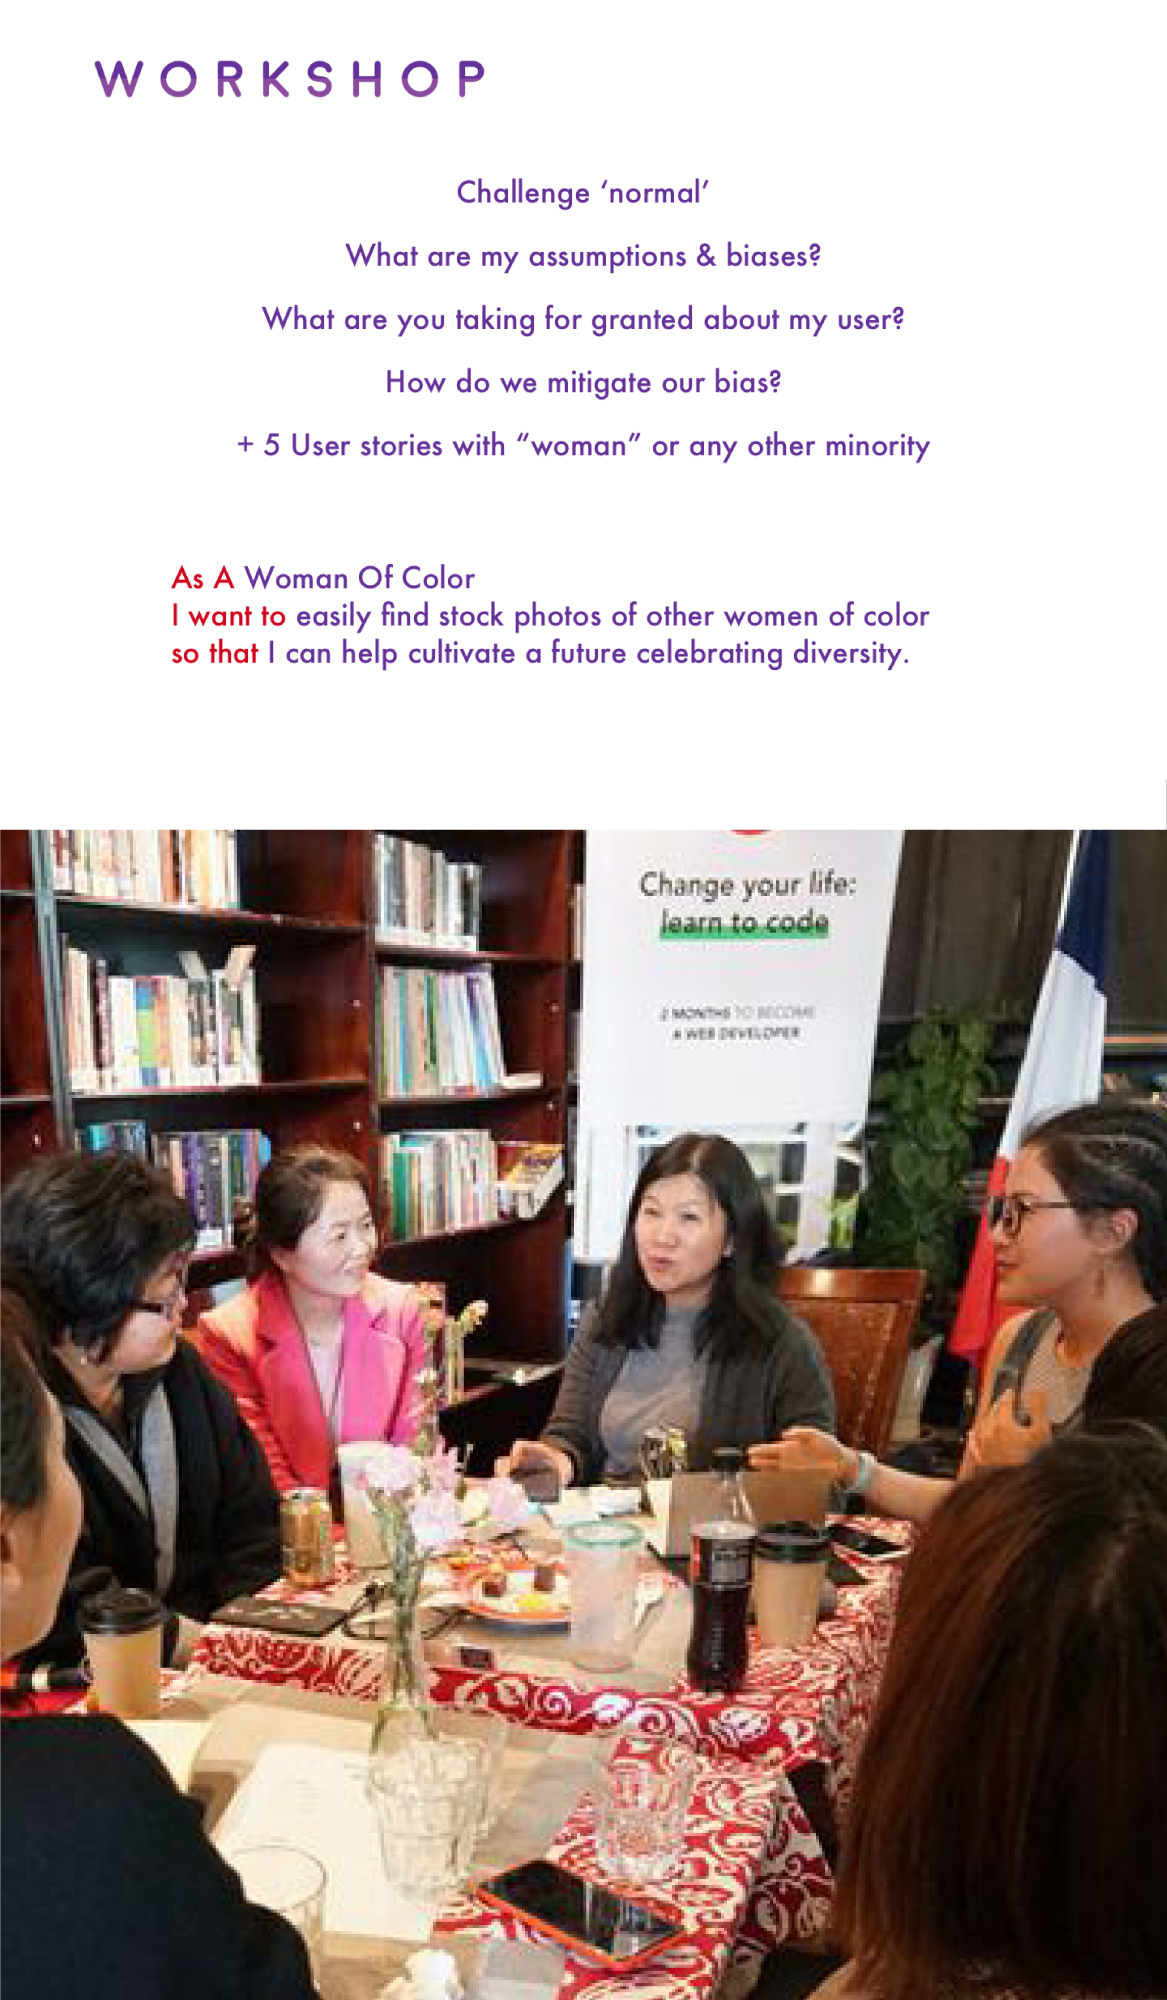 WORKSHOP
Challenge ‘normal’
What are my assumptions & biases?
What are you taking for granted about my user?
How do we mitigate our bias?
+ 5 User stories with “woman” or any other minority
As A Woman Of Color
I want to easily find stock photos of other women of color
so that I can help cultivate a future celebrating diversity.
Change your life:
learn to code
2 MONTHS TO BECOME
A WEB DEVELOPER